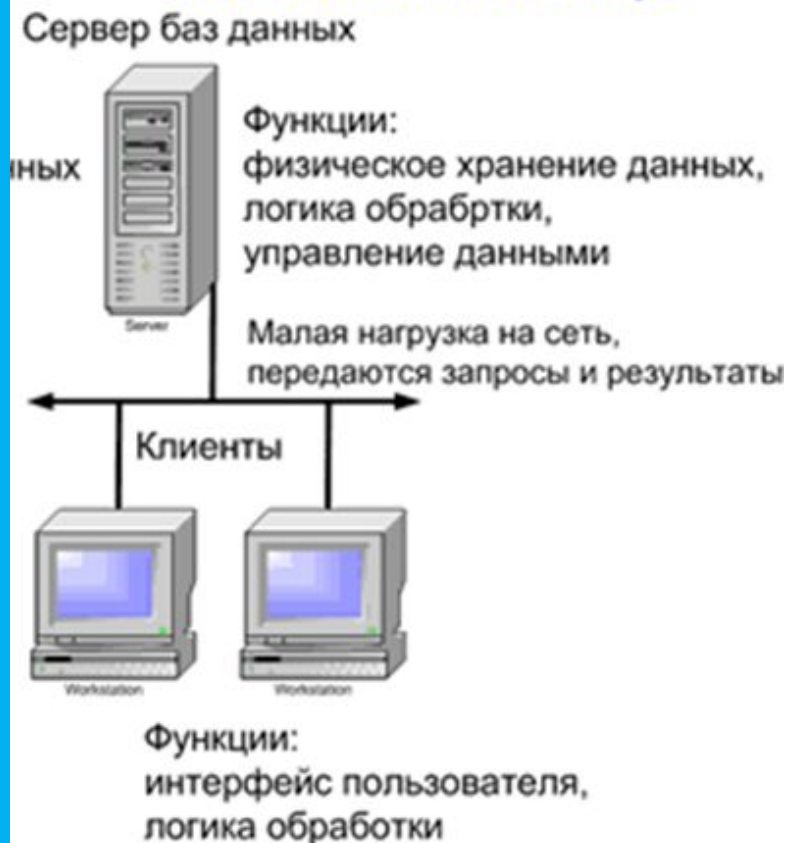 Сервер баз данных
Функции:
физическое хранение данных,
нных
логика обрабртки,
управление данными
Server
Малая нагрузка на сеть,
передаются запросы и результаты
Клиенты
Workstation
Workstation
Функции:
интерфейс пользователя,
логика обработки